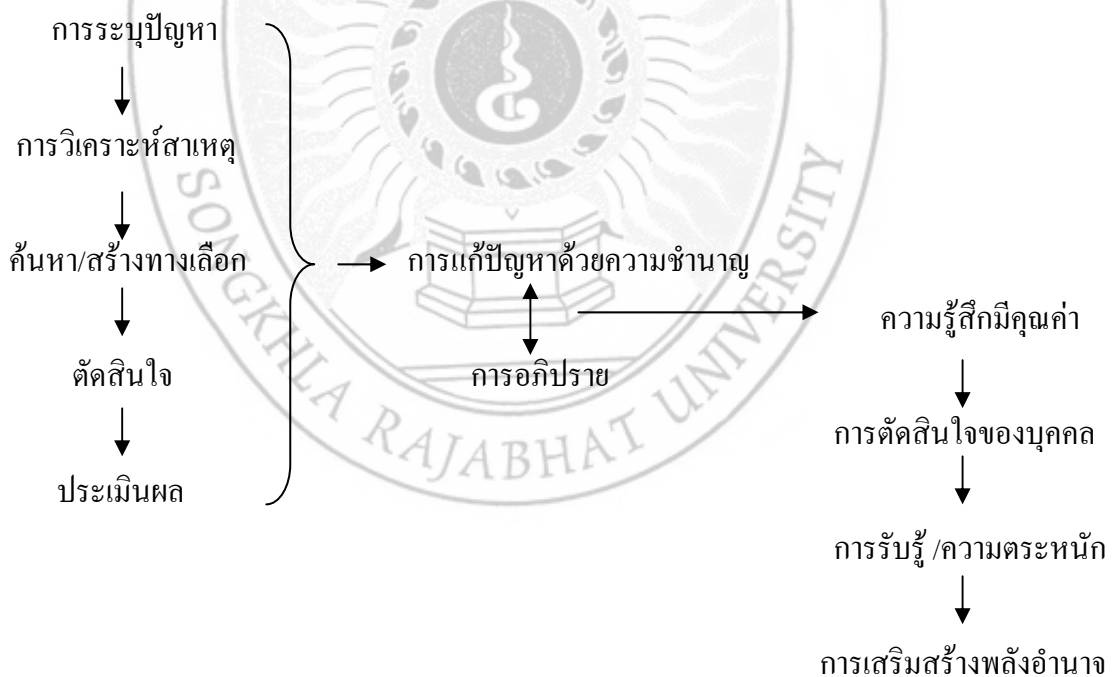 การระบุปัญหา
การวิเคราะห์สาเหตุ
ค้นหา/สร้างทางเลือก
ตัดสินใจ
ประเมินผล
การแก้ปัญหาด้วยความชำนาญ
การอภิปราย
ความรู้สึกมีคุณค่า
การตัดสินใจของบุคคล
การรับรู้ /ความตระหนัก
การเสริมสร้างพลังอำนาจ
SONGKHLA RAJABHAT UNIVERSITY